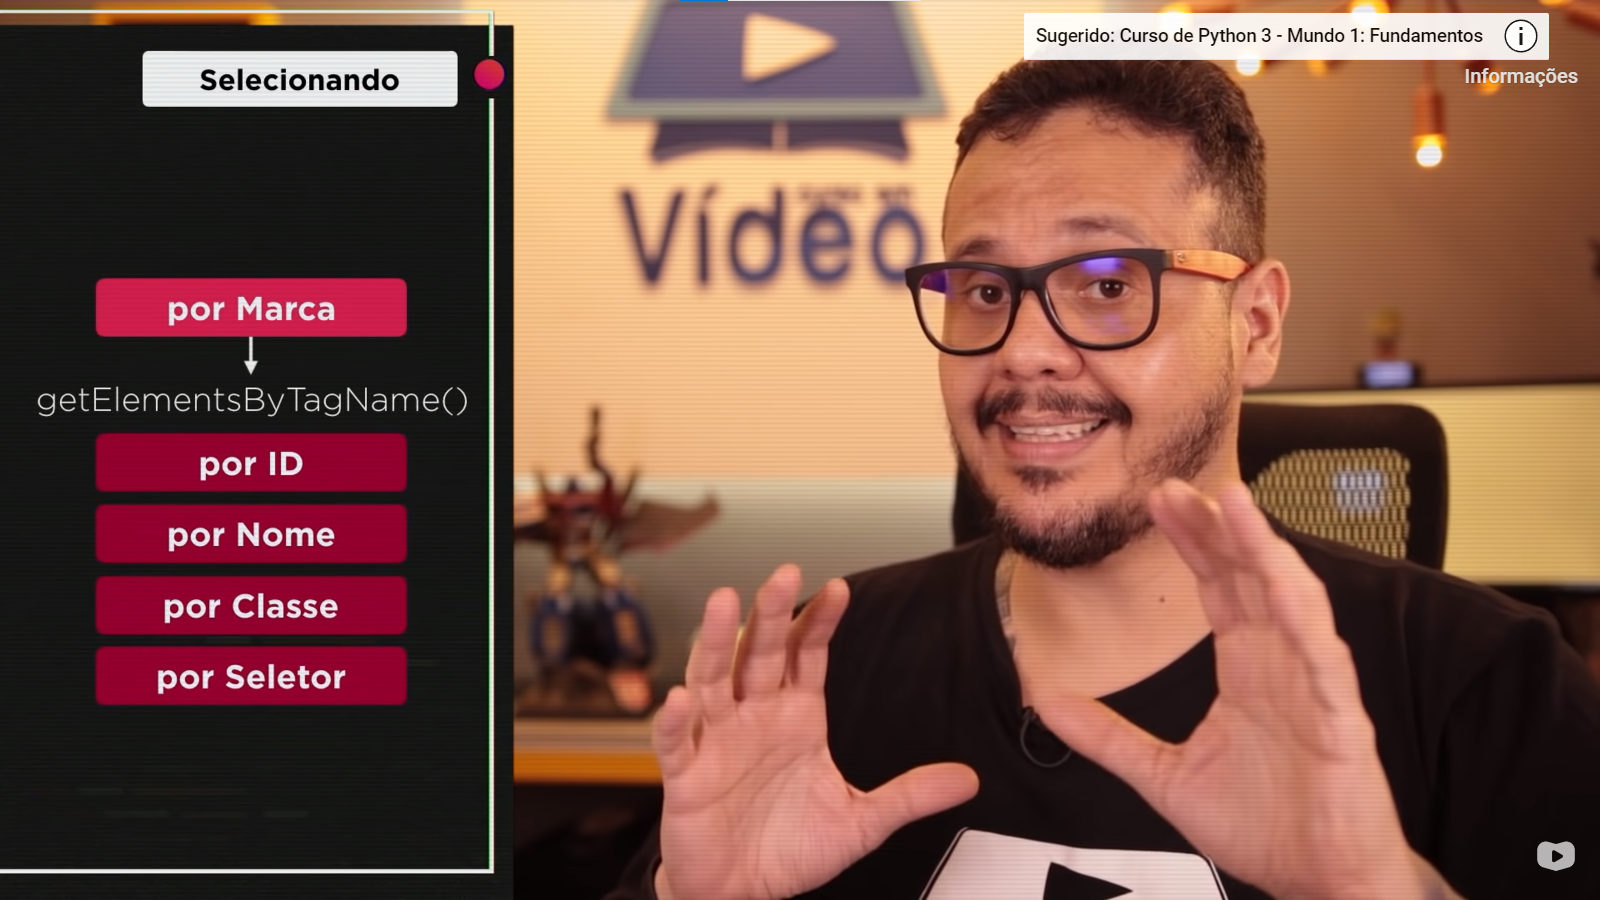 Selecionando
por Marca
getElementsByTagName()
por ID
por Nome
por Classe
por Seletor
Vídeo
Sugerido: Curso de Python 3 - Mundo 1: Fundamentos
Informações